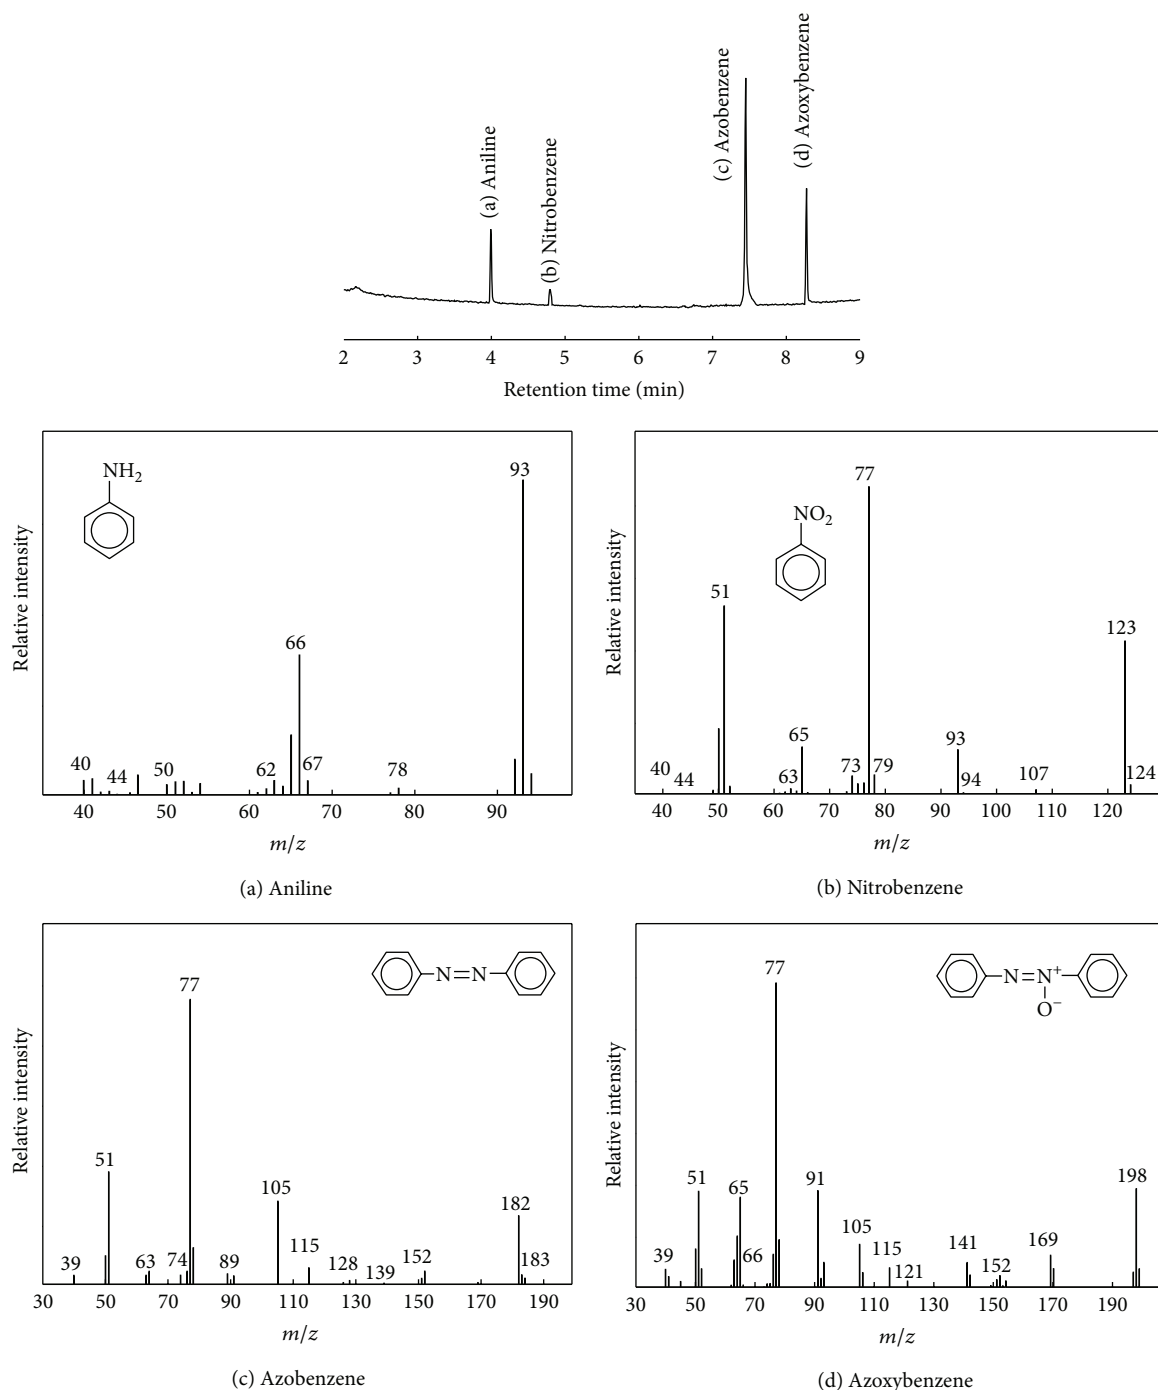 (a) Aniline
(b) Nitrobenzene
(c) Azobenzene
(d) Azoxybenzene
2 3 4 5 6 7 8 9
Retention time (min)
NH2
93
66
40 44 50 62 67 78
40 50 60 70 80 90
Relative intensity
m/z
(a) Aniline
NO2
77
51
123
65
93
40 44 63 73 79 94 107 124
40 50 60 70 80 90 100 110 120
Relative intensity
m/z
(b) Nitrobenzene
N=N
77
51
105
182
39 63 74 89 115 128 139 152 183
30 50 70 90 110 130 150 170 190
Relative intensity
m/z
(c) Azobenzene
N=N+
O−
77
51 65 91 198
39 66 105 115 121 141 152 169
30 50 70 90 110 130 150 170 190
Relative intensity
m/z
(d) Azoxybenzene